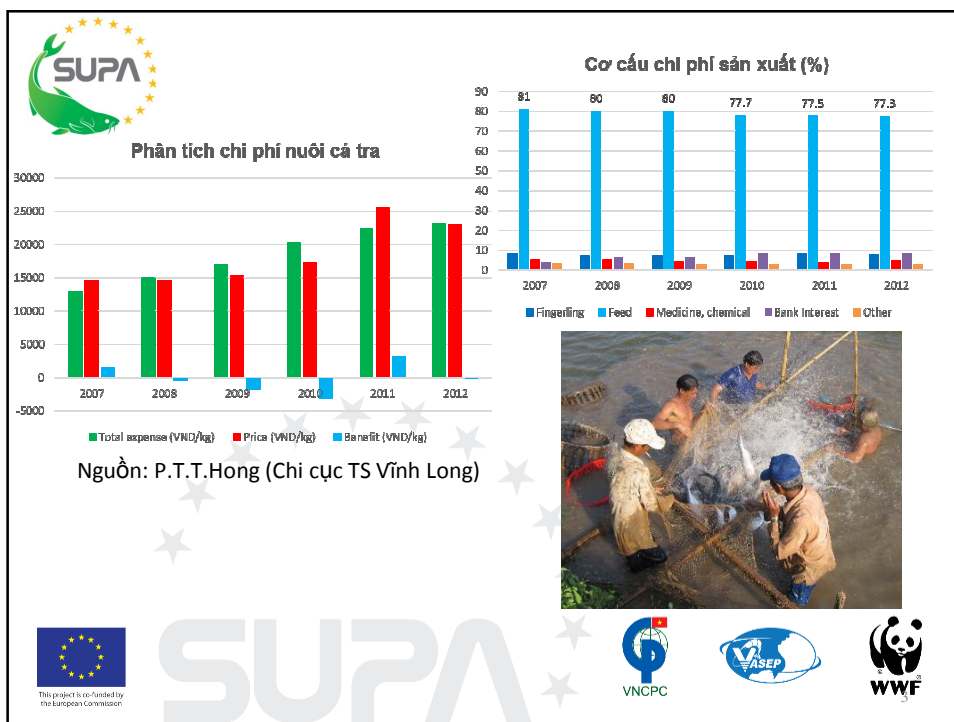 SUPA
Cơ cấu chi phí sản xuất (%)
90
80
70
60
50
40
30
20
10
0
81
80
80
77.7
77.5
77.3
2007
2008
2009
2010
2011
2012
Fingerling
Feed
Medicine, chemical
Bank Interest
Other
Phân tích chi phí nuôi cá tra
30000
25000
20000
15000
10000
5000
0
-5000
2007
2008
2009
2010
2011
2012
Total expense (VND/kg)
Price (VND/kg)
Benefit (VND/kg)
Nguồn: P.T.T.Hong (Chi cục TS Vĩnh Long)
SUPA
This project is co-funded by
the European Commission
VNCPC
VASEP
WWF
3